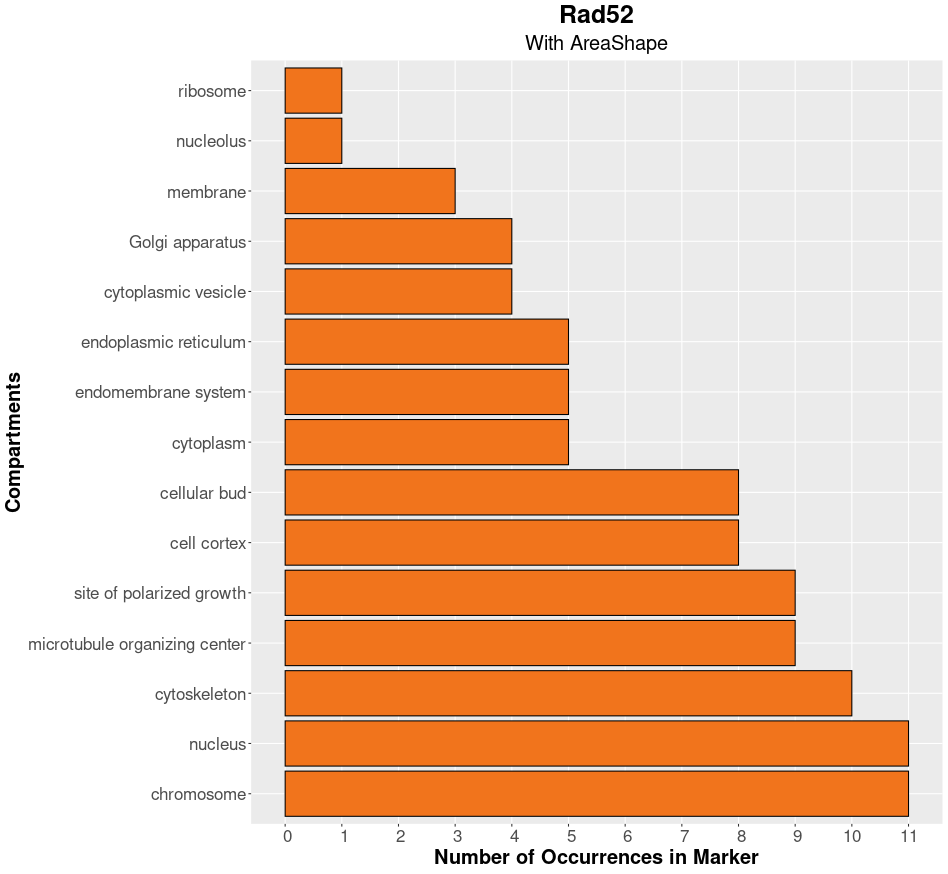 Rad52
With AreaShape
ribosome
nucleolus
membrane
Golgi apparatus
cytoplasmic vesicle
endoplasmic reticulum
endomembrane system
cytoplasm
cellular bud
cell cortex
site of polarized growth
microtubule organizing center
cytoskeleton
nucleus
chromosome
Compartments
0 1 2 3 4 5 6 7 8 9 10 11
Number of Occurrences in Marker